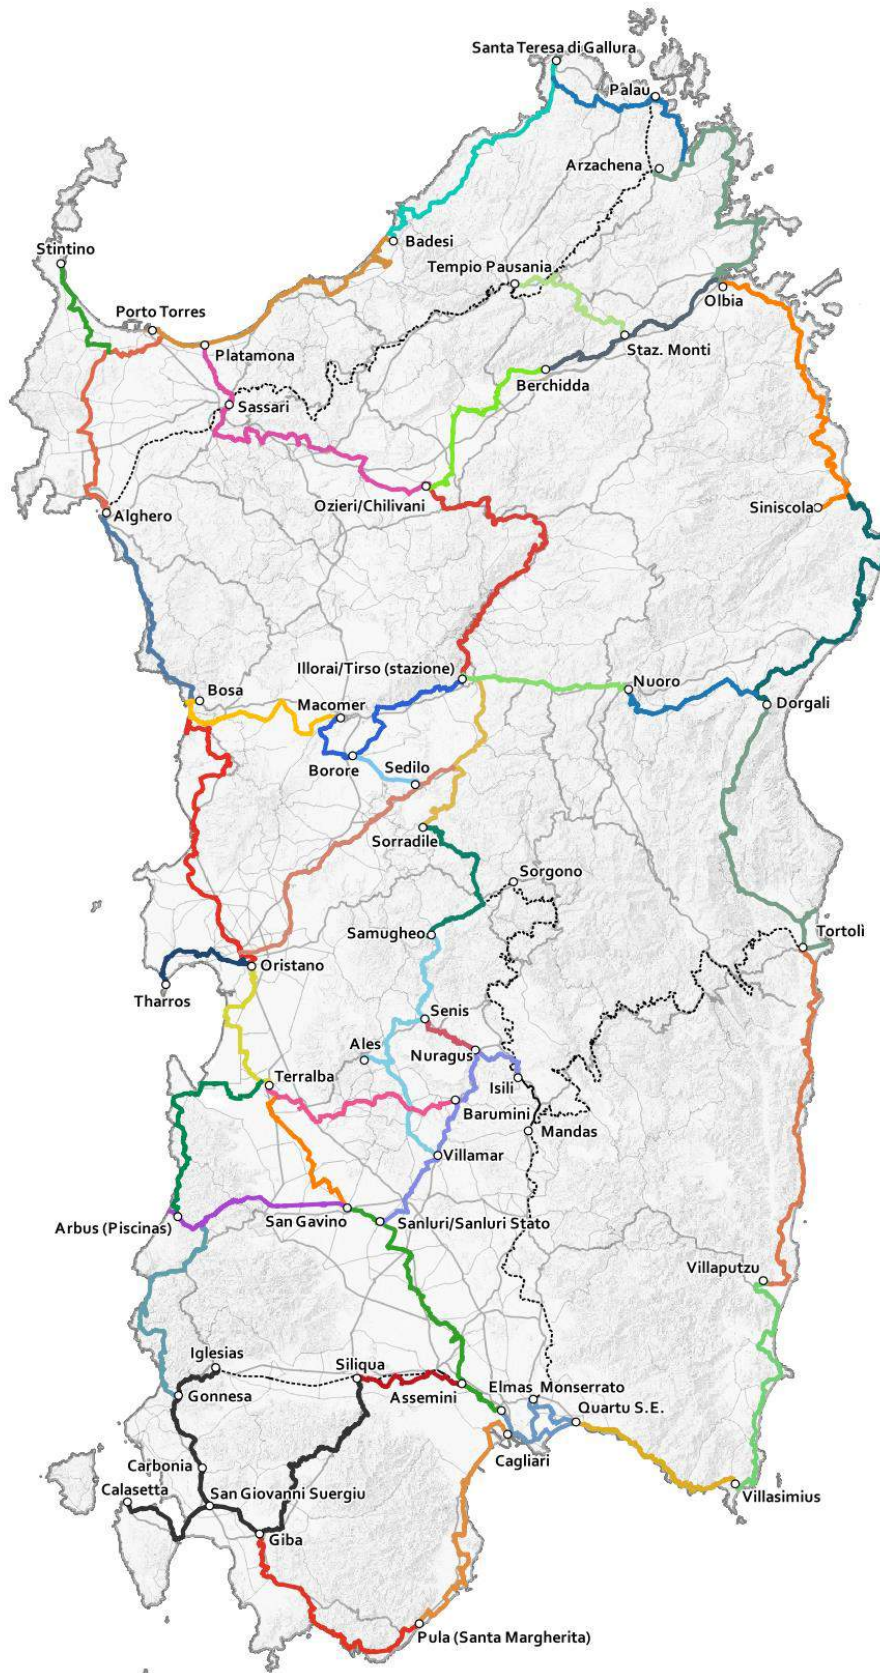 Santa Teresa di Gallura
Palau
Arzachena
Badesi
Stintino
Tempio Pausania
Olbia
Porto Torres
Staz. Monti
Platamona
Berchidda
Sassari
Ozieri/Chilivani
Siniscola
Alghero
Illorai/Tirso (stazione)
Nuoro
Bosa
Macomer
Dorgali
Borore
Sedilo
Sorradile
Sorgono
Samugheo
Tortolì
Oristano
Tharros
Senis
Ales
Nuragus
Terralba
Isili
Barumini
Mandas
Villamar
Arbus (Piscinas)
San Gavino
Sanluri/Sanluri Stato
Villaputzu
Iglesias
Siliqua
Gonnesa
Assemini
Elmas
Monserrato
Quartu S.E.
Cagliari
Carbonia
Calasetta
San Giovanni Suergiu
Villasimius
Giba
Pula (Santa Margherita)